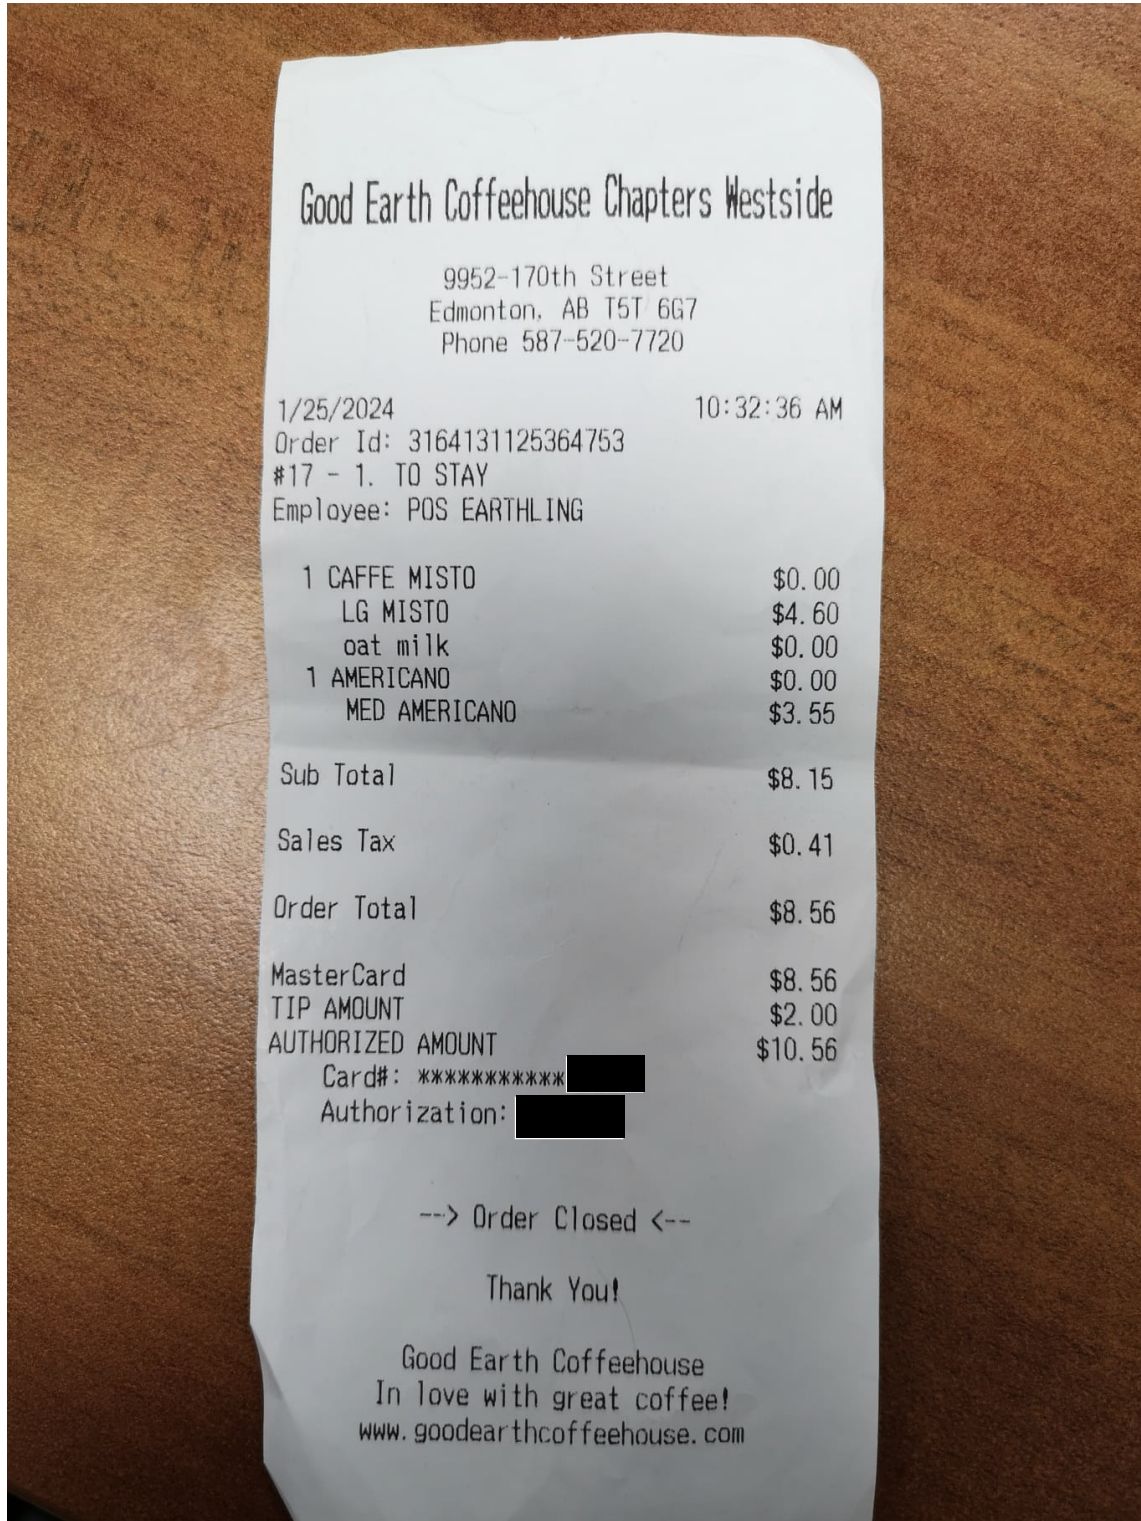 Good Earth Coffeehouse Chapters Westside
9952-170th Street
Edmonton, AB T5T 6G7
Phone 587-520-7720
1/25/2024 10:32:36 AM
Order Id: 3164131125364753
#17 - 1. TO STAY
Employee: POS EARTHLING
1 CAFFE MISTO $0.00
LG MISTO $4.60
oat milk $0.00
1 AMERICANO $0.00
MED AMERICANO $3.55
Sub Total $8.15
Sales Tax $0.41
Order Total $8.56
MasterCard $8.56
TIP AMOUNT $2.00
AUTHORIZED AMOUNT $10.56
Card#: ***********
Authorization:
--> Order Closed <--
Thank You!
Good Earth Coffeehouse
In love with great coffee!
www.goodearthcoffeehouse.com